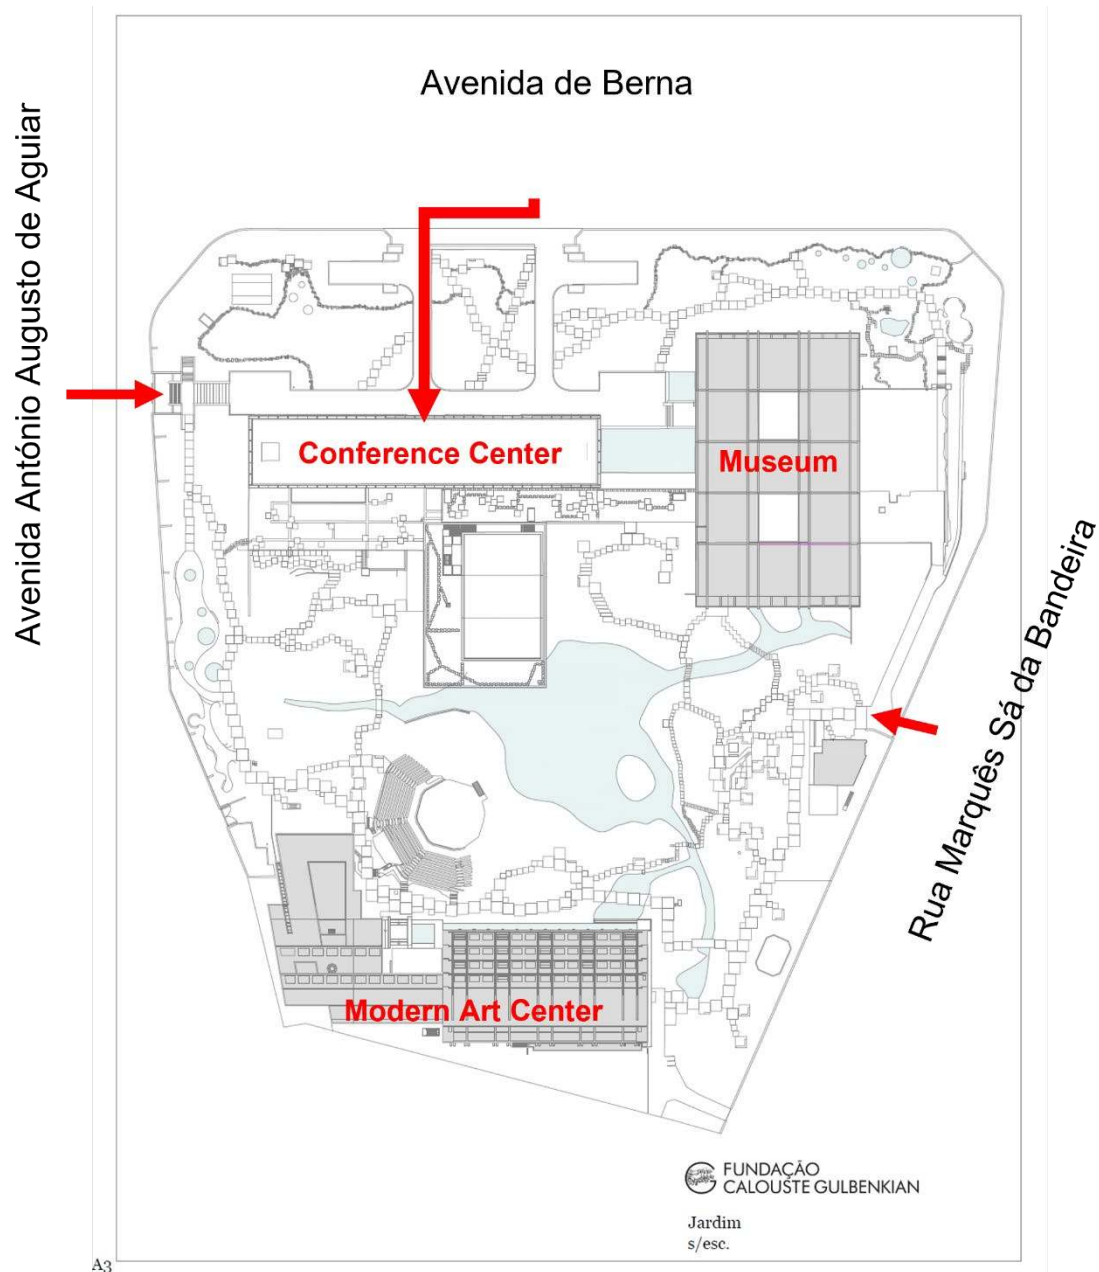 Avenida de Berna
Avenida António Augusto de Aguiar
Conference Center
Museum
Rua Marquês Sá da Bandeira
Modern Art Center
FUNDAÇÃO
CALOUSTE GULBENKIAN
Jardim
s/esc.
A3